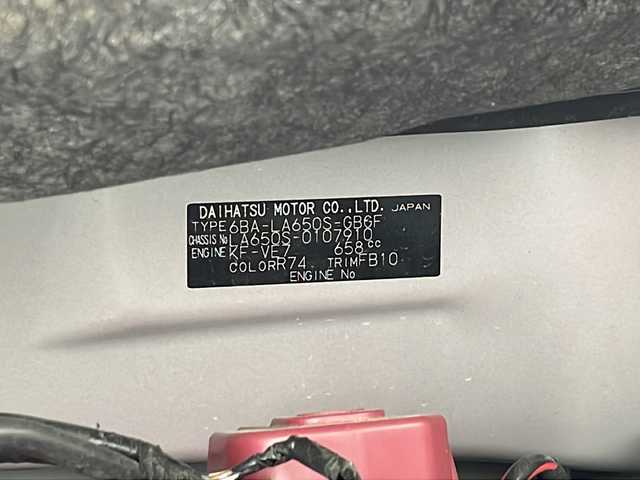 DAIHATSU MOTOR CO.,LTD. JAPAN
TYPE 6BA-LA650S-GBGF
CHASSIS No LA650S-0107910
ENGINE KF-VE7 658cc
COLOR R74 TRIM FB10
ENGINE No